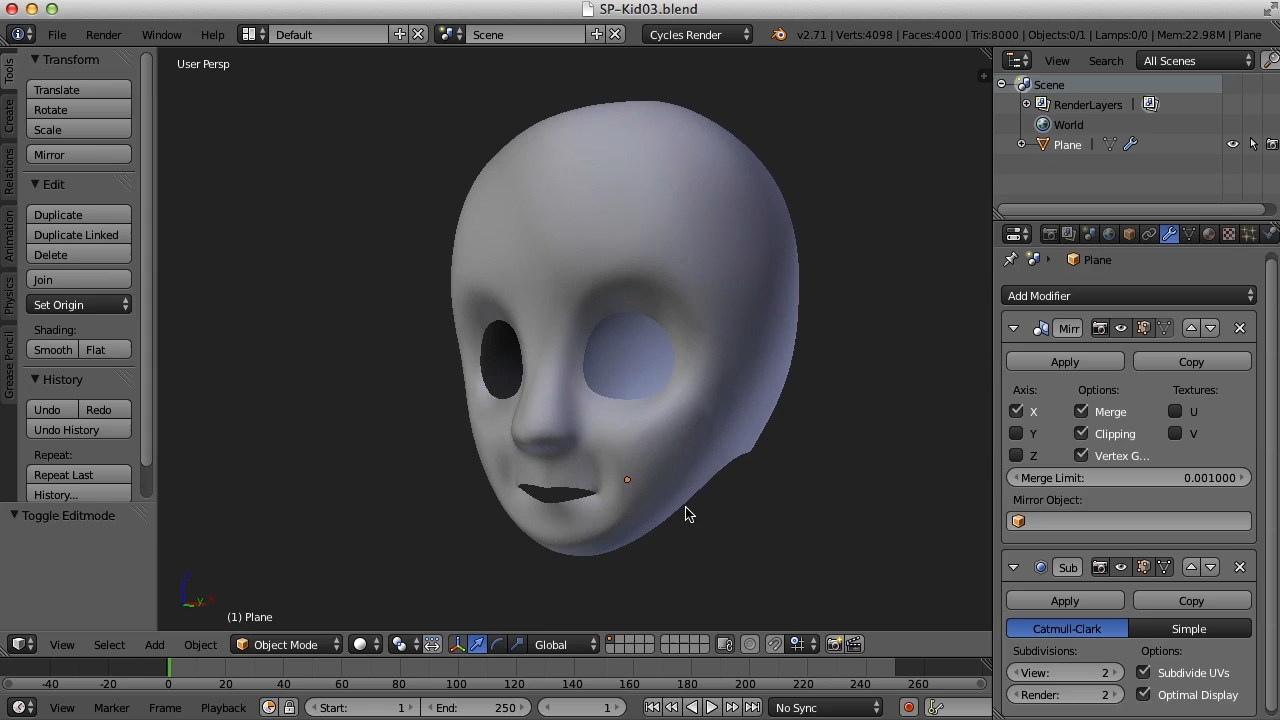 SP-Kid03.blend
File Render Window Help Default Scene Cycles Render v2.71 | Verts:4098 | Faces:4000 | Tris:8000 | Objects:0/1 | Lamps:0/0 | Mem:22.98M | Plane
Tools
Create
Relations
Animation
Physics
Grease Pencil
Transform
Translate
Rotate
Scale
Mirror
Edit
Duplicate
Duplicate Linked
Delete
Join
Set Origin
Shading:
Smooth Flat
History
Undo Redo
Undo History
Repeat:
Repeat Last
History...
Toggle Editmode
User Persp
(1) Plane
View Select Add Object Object Mode Global
-40 -20 0 20 40 60 80 100 120 140 160 180 200 220 240 260
View Marker Frame Playback Start: 1 End: 250 1 No Sync
View Search All Scenes
Scene
RenderLayers |
World
Plane |
Plane
Add Modifier
Mirr
Apply Copy
Axis: Options: Textures:
X Merge U
Y Clipping V
Z Vertex G...
Merge Limit: 0.001000
Mirror Object:
Sub
Apply Copy
Catmull-Clark Simple
Subdivisions: Options:
View: 2 Subdivide UVs
Render: 2 Optimal Display